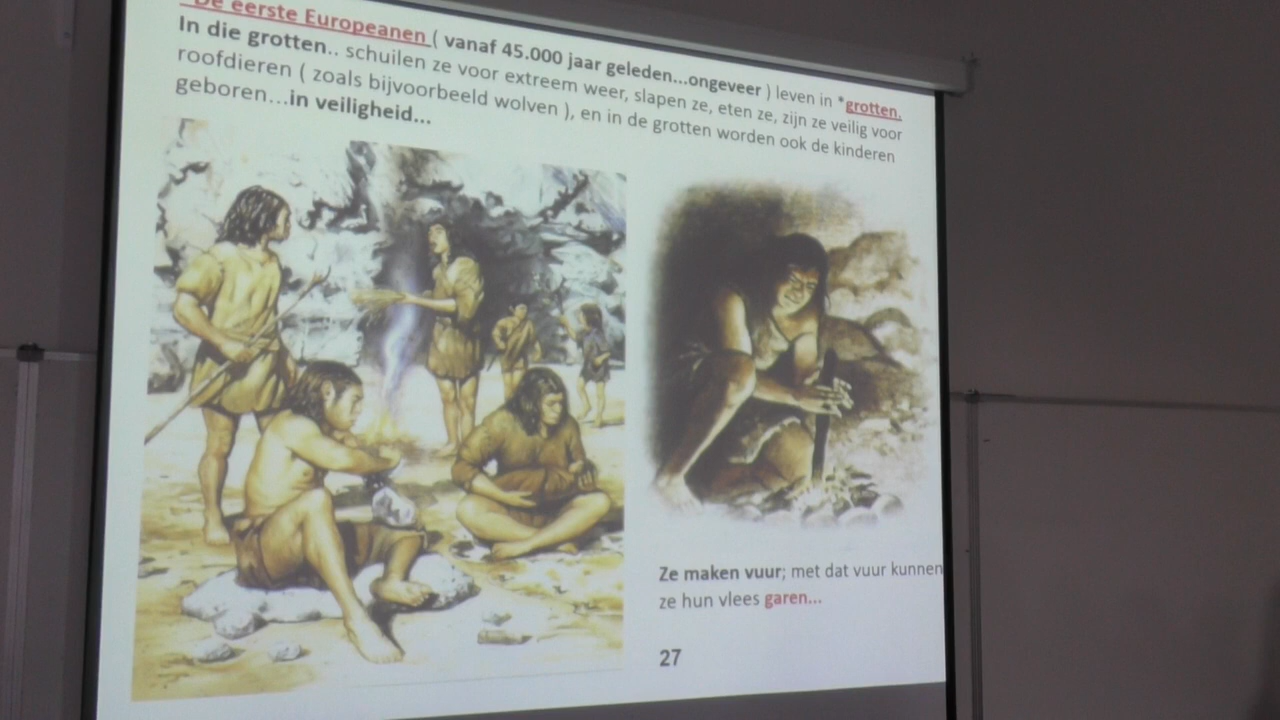 *De eerste Europeanen ( vanaf 45.000 jaar geleden...ongeveer ) leven in *grotten.
In die grotten.. schuilen ze voor extreem weer, slapen ze, eten ze, zijn ze veilig voor
roofdieren ( zoals bijvoorbeeld wolven ), en in de grotten worden ook de kinderen
geboren...in veiligheid...
Ze maken vuur; met dat vuur kunnen
ze hun vlees garen...
27